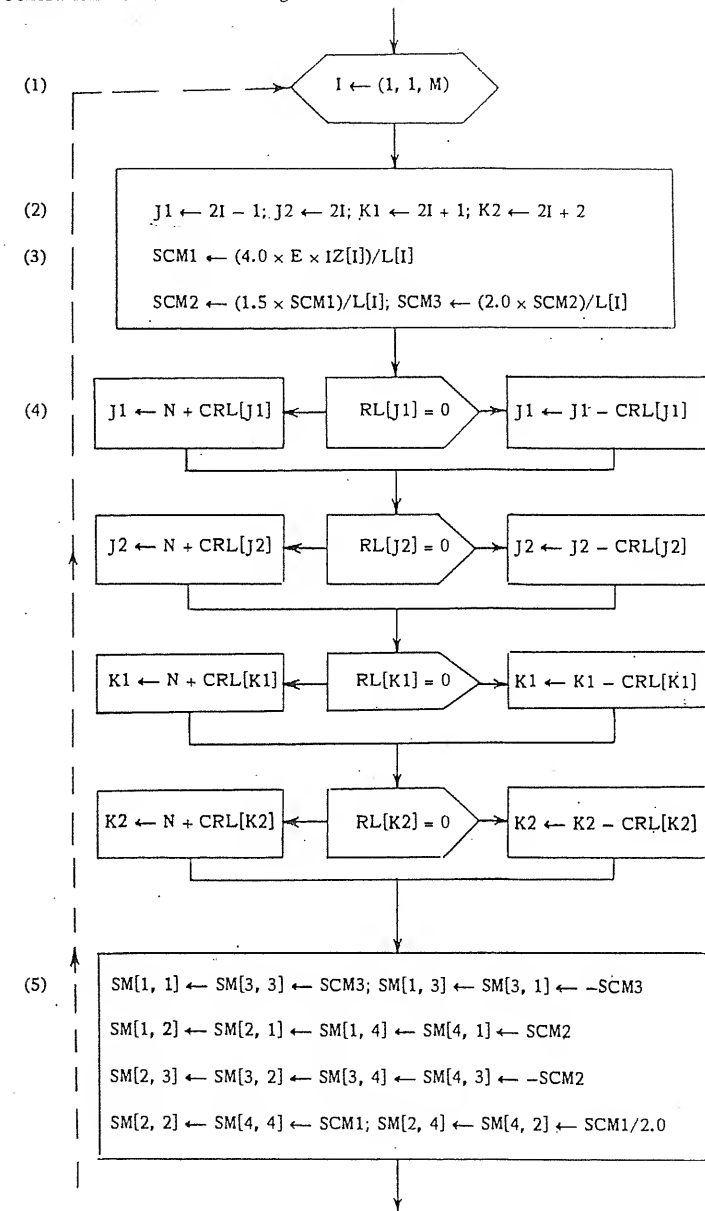 (1) I ← (1, 1, M)
(2) J1 ← 2I − 1; J2 ← 2I; K1 ← 2I + 1; K2 ← 2I + 2
(3) SCM1 ← (4.0 × E × IZ[I])/L[I]
SCM2 ← (1.5 × SCM1)/L[I]; SCM3 ← (2.0 × SCM2)/L[I]
(4) J1 ← N + CRL[J1] RL[J1] = 0 J1 ← J1 − CRL[J1]
J2 ← N + CRL[J2] RL[J2] = 0 J2 ← J2 − CRL[J2]
K1 ← N + CRL[K1] RL[K1] = 0 K1 ← K1 − CRL[K1]
K2 ← N + CRL[K2] RL[K2] = 0 K2 ← K2 − CRL[K2]
(5) SM[1, 1] ← SM[3, 3] ← SCM3; SM[1, 3] ← SM[3, 1] ← −SCM3
SM[1, 2] ← SM[2, 1] ← SM[1, 4] ← SM[4, 1] ← SCM2
SM[2, 3] ← SM[3, 2] ← SM[3, 4] ← SM[4, 3] ← −SCM2
SM[2, 2] ← SM[4, 4] ← SCM1; SM[2, 4] ← SM[4, 2] ← SCM1/2.0